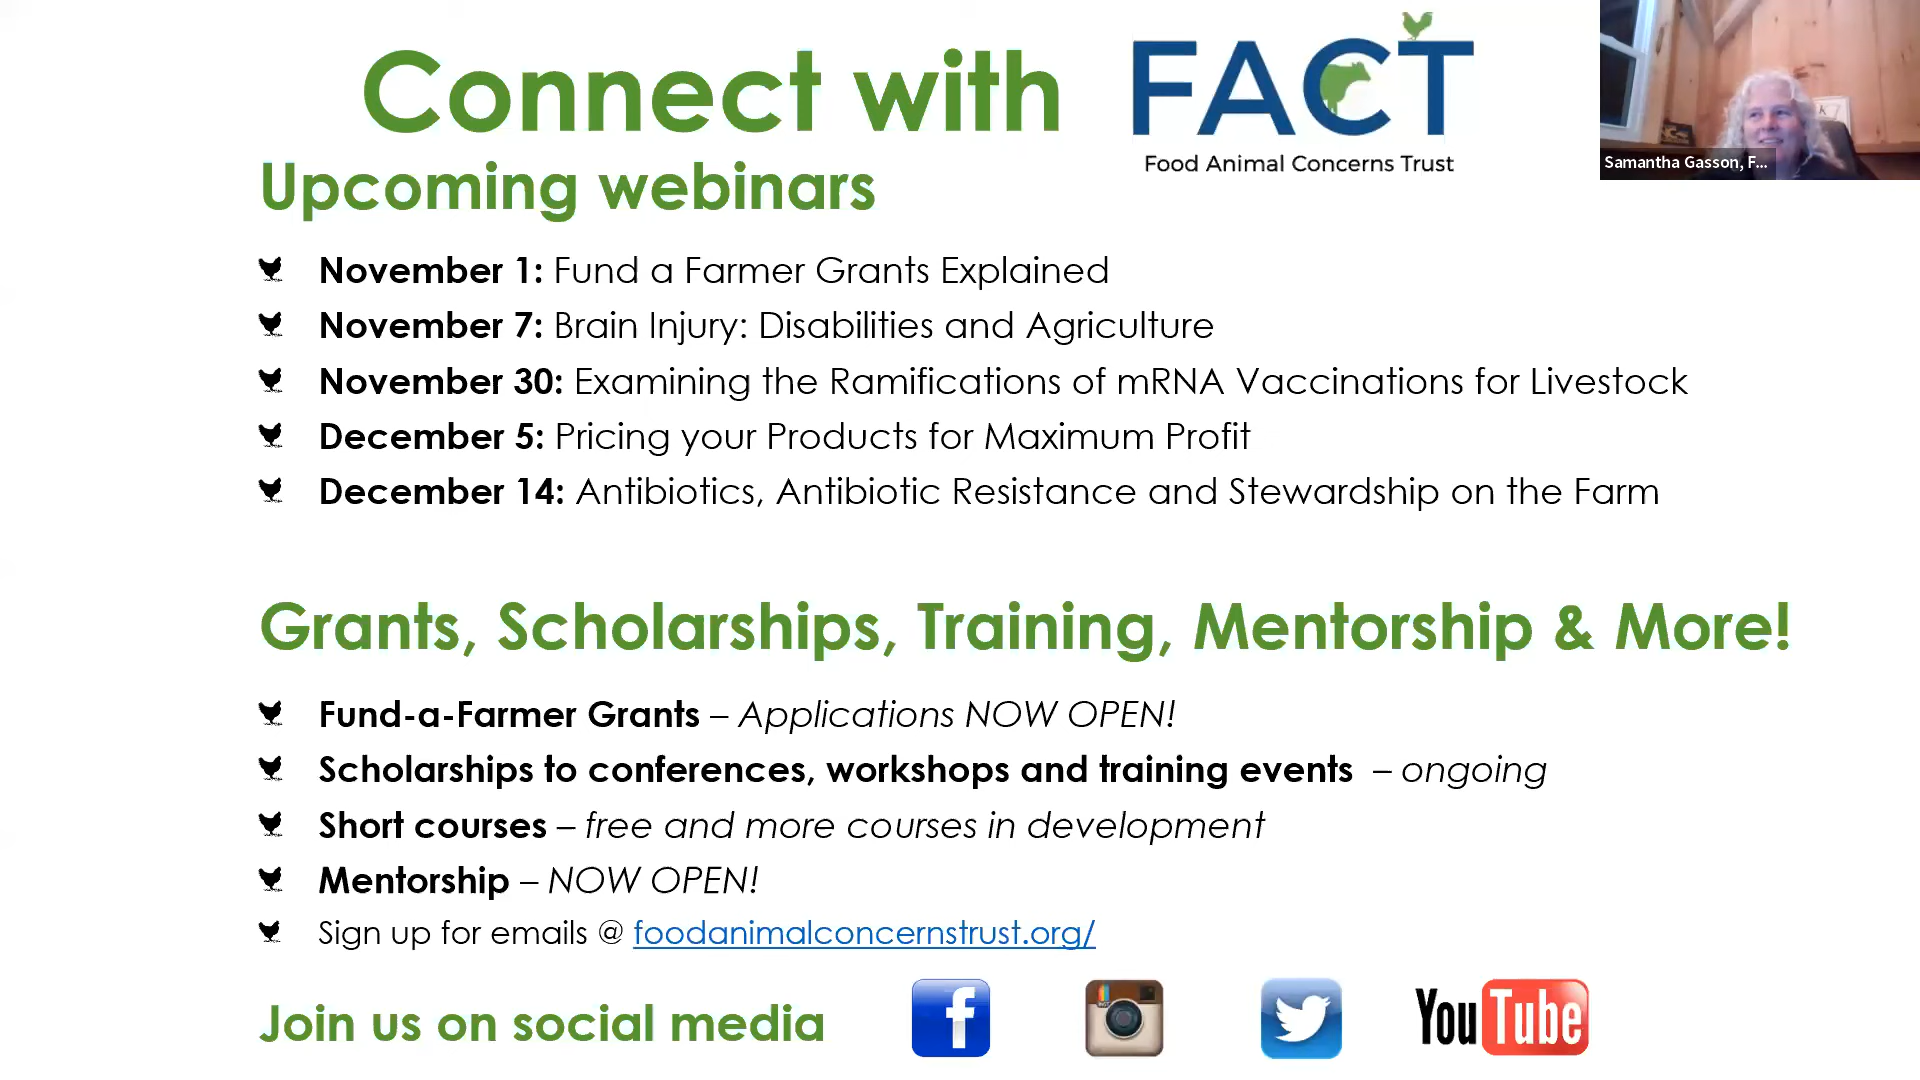 Connect with
FACT
Food Animal Concerns Trust
Samantha Gasson, F...
Upcoming webinars
November 1: Fund a Farmer Grants Explained
November 7: Brain Injury: Disabilities and Agriculture
November 30: Examining the Ramifications of mRNA Vaccinations for Livestock
December 5: Pricing your Products for Maximum Profit
December 14: Antibiotics, Antibiotic Resistance and Stewardship on the Farm
Grants, Scholarships, Training, Mentorship & More!
Fund-a-Farmer Grants – Applications NOW OPEN!
Scholarships to conferences, workshops and training events – ongoing
Short courses – free and more courses in development
Mentorship – NOW OPEN!
Sign up for emails @ foodanimalconcernstrust.org/
Join us on social media
f
YouTube